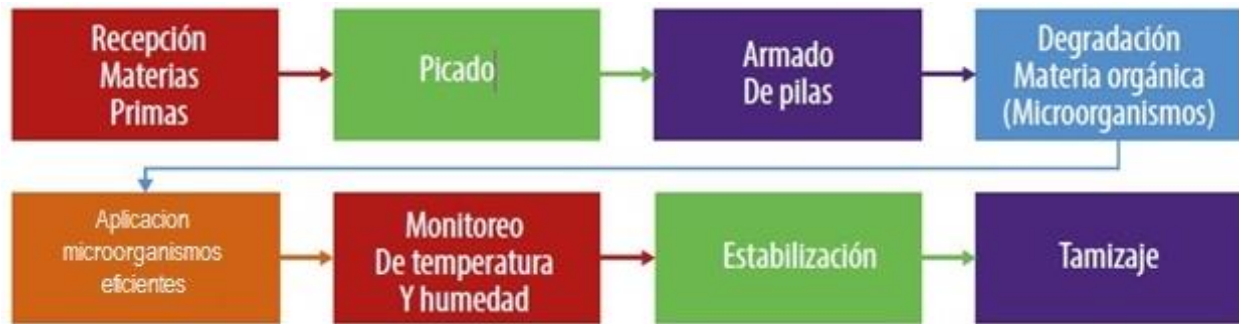 Recepción
Materias
Primas
Picado
Armado
De pilas
Degradación
Materia orgánica
(Microorganismos)
Aplicacion
microorganismos
eficientes
Monitoreo
De temperatura
Y humedad
Estabilización
Tamizaje